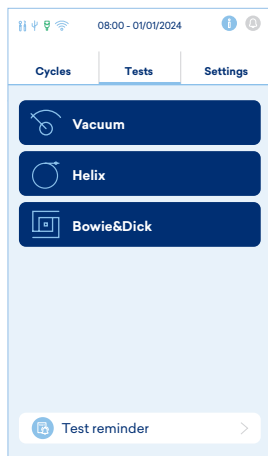 08:00 - 01/01/2024
Cycles Tests Settings
Vacuum
Helix
Bowie&Dick
Test reminder